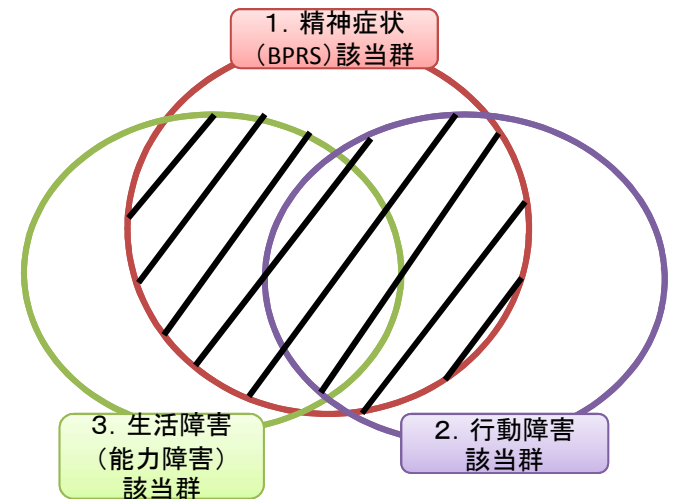 1．精神症状
（BPRS）該当群
3．生活障害
（能力障害）
該当群
2．行動障害
該当群